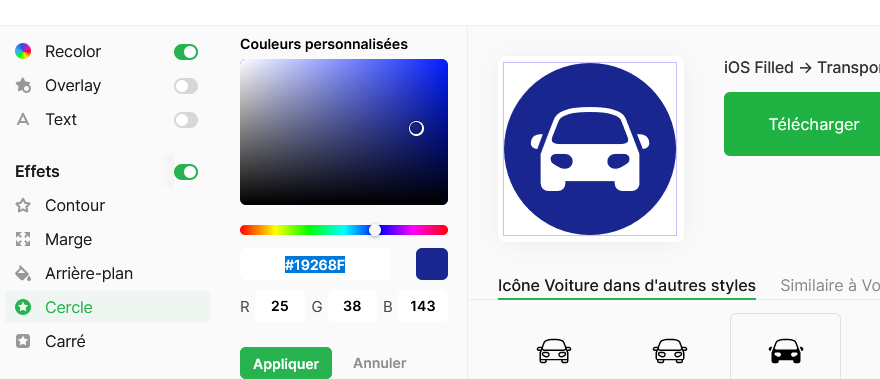 Recolor
Overlay
Text
Effets
Contour
Marge
Arrière-plan
Cercle
Carré
Couleurs personnalisées
#19268F
R 25 G 38 B 143
Appliquer Annuler
iOS Filled → Transpor
Télécharger
Icône Voiture dans d'autres styles Similaire à Vo